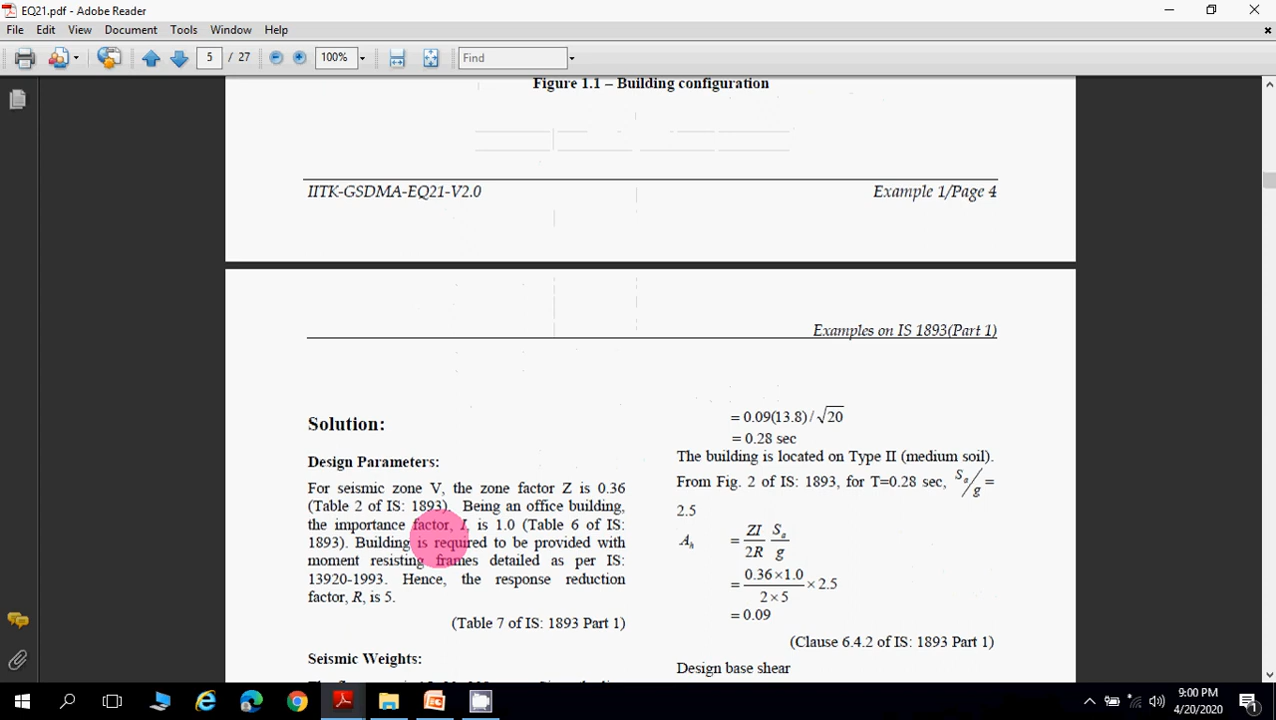 EQ21.pdf - Adobe Reader
File Edit View Document Tools Window Help
5 / 27 100% Find
Figure 1.1 – Building configuration
IITK-GSDMA-EQ21-V2.0 Example 1/Page 4
Examples on IS 1893(Part 1)
Solution:
Design Parameters:
For seismic zone V, the zone factor Z is 0.36
(Table 2 of IS: 1893). Being an office building,
the importance factor, I, is 1.0 (Table 6 of IS:
1893). Building is required to be provided with
moment resisting frames detailed as per IS:
13920-1993. Hence, the response reduction
factor, R, is 5.
(Table 7 of IS: 1893 Part 1)
Seismic Weights:
= 0.09(13.8) / √20
= 0.28 sec
The building is located on Type II (medium soil).
From Fig. 2 of IS: 1893, for T=0.28 sec, Sa/g =
2.5
Ah = ZI/2R Sa/g
= 0.36×1.0/2×5 ×2.5
= 0.09
(Clause 6.4.2 of IS: 1893 Part 1)
Design base shear
9:00 PM
4/20/2020
1